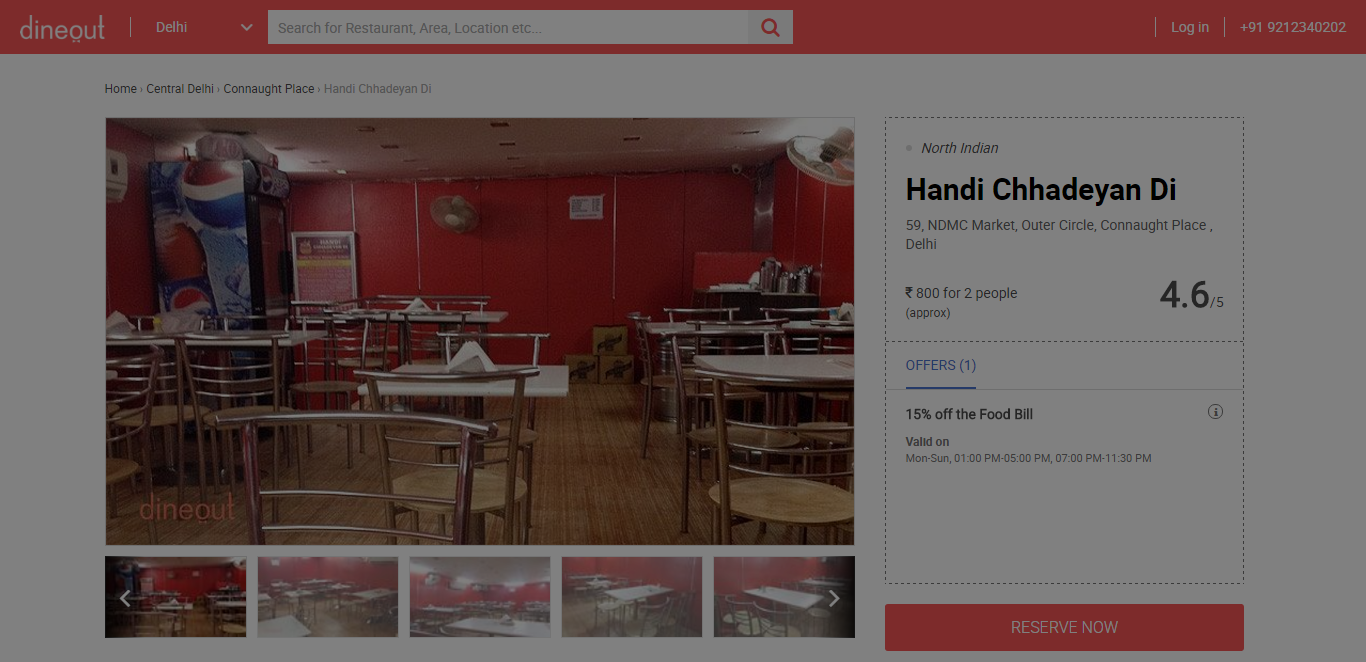 dineout
Delhi
Search for Restaurant, Area, Location etc...
Log in
+91 9212340202
Home › Central Delhi › Connaught Place › Handi Chhadeyan Di
HANDI
dineout
North Indian
Handi Chhadeyan Di
59, NDMC Market, Outer Circle, Connaught Place ,
Delhi
₹ 800 for 2 people
(approx)
4.6/5
OFFERS (1)
15% off the Food Bill
Valid on
Mon-Sun, 01:00 PM-05:00 PM, 07:00 PM-11:30 PM
RESERVE NOW